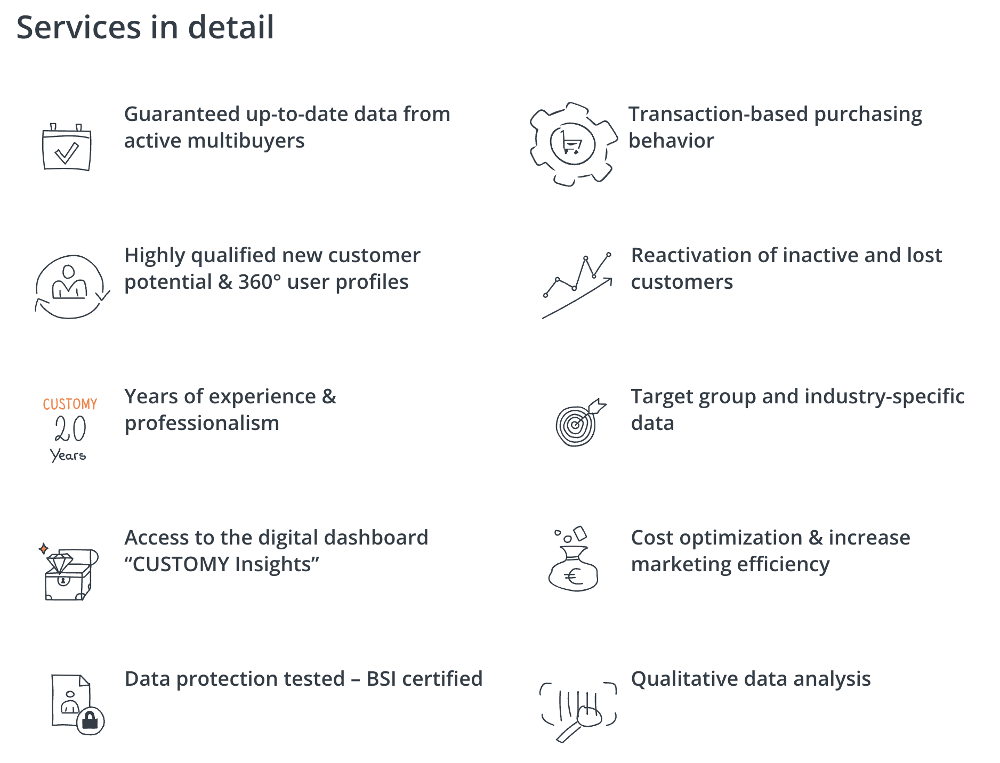 Services in detail
Guaranteed up-to-date data from
active multibuyers
Transaction-based purchasing
behavior
Highly qualified new customer
potential & 360° user profiles
Reactivation of inactive and lost
customers
CUSTOMY
20
Years
Years of experience &
professionalism
Target group and industry-specific
data
Access to the digital dashboard
“CUSTOMY Insights”
€
Cost optimization & increase
marketing efficiency
Data protection tested – BSI certified
Qualitative data analysis